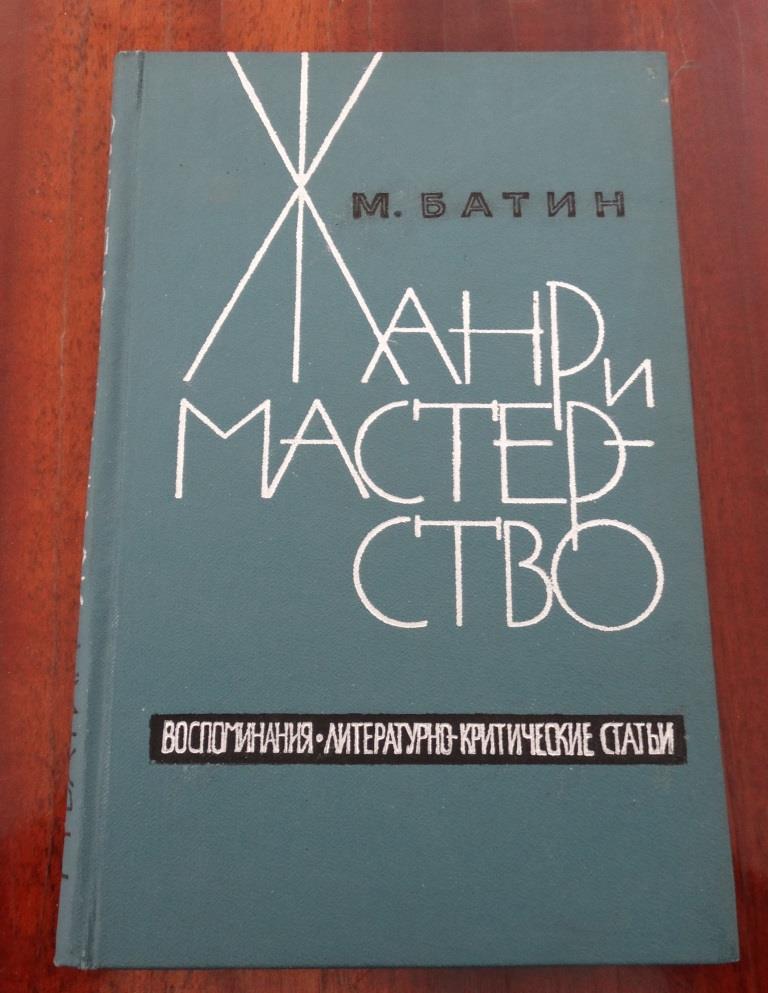 М. БАТИН
ЖАНР и
МАСТЕР-
СТВО
ВОСПОМИНАНИЯ • ЛИТЕРАТУРНО-КРИТИЧЕСКИЕ СТАТЬИ